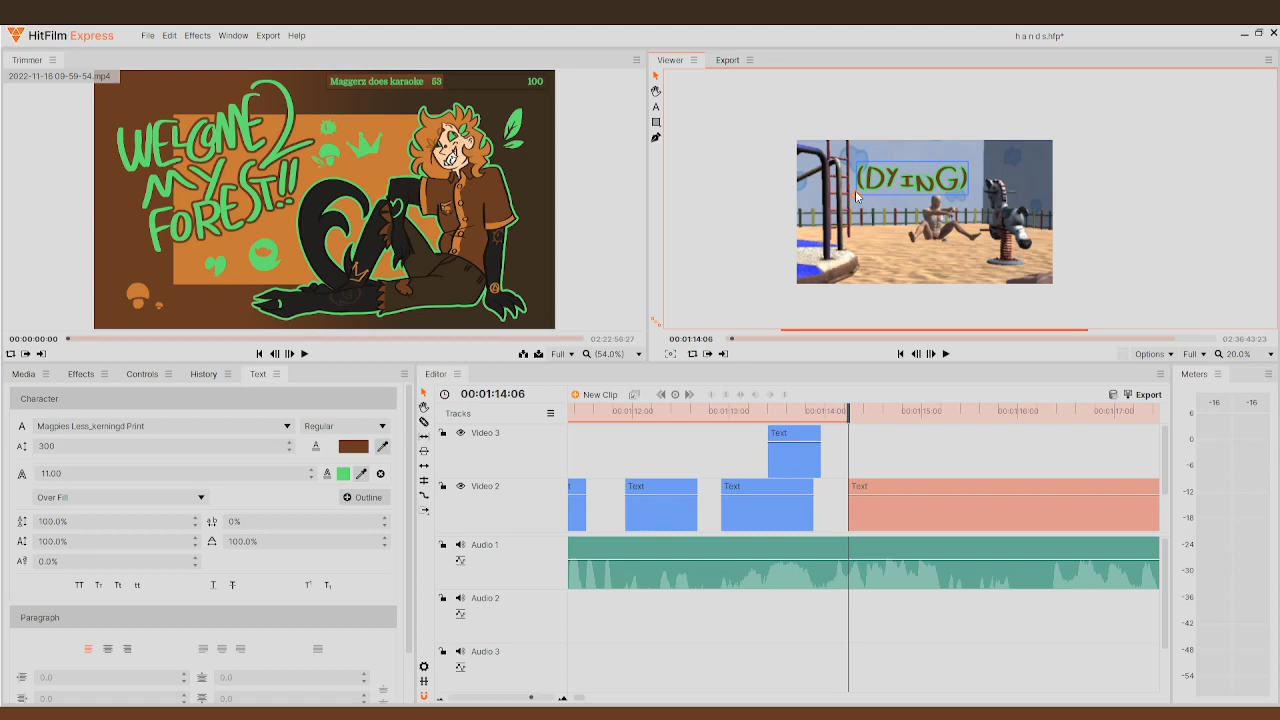 HitFilm Express
File Edit Effects Window Export Help
h a n d s.hfp*
Trimmer
Viewer
Export
2022-11-16 09-59-54.mp4
Maggerz does karaoke 53
100
WELCOME 2
MY
FOREST!!
(DYING)
00:00:00:00
02:22:56:27
00:01:14:06
02:36:43:23
Full
(54.0%)
Options
Full
20.0%
Media
Effects
Controls
History
Text
Editor
Meters
Character
00:01:14:06
New Clip
Export
-16
-16
Tracks
00:01:12:00
00:01:13:00
00:01:14:00
00:01:15:00
00:01:16:00
00:01:17:00
Magpies Less_kerningd Print
Regular
300
11.00
Over Fill
Outline
100.0%
0%
100.0%
100.0%
0.0%
TT
Tt
tt
Paragraph
0.0
0.0
0.0
0.0
Video 3
Text
Video 2
t
Text
Text
Text
Audio 1
Audio 2
Audio 3
6
0
-6
-12
-18
-24
-30
-36
-42
-48
-54